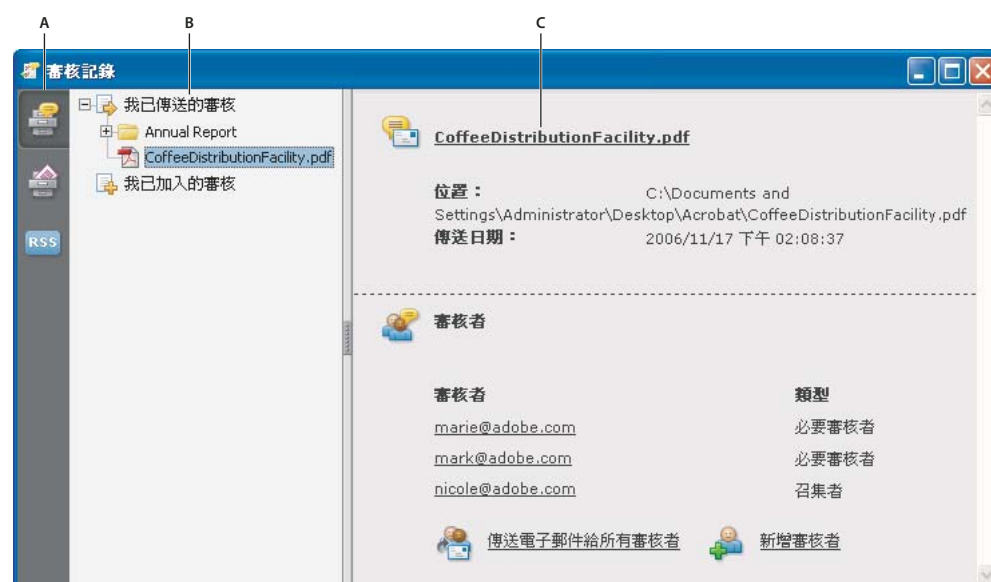 A B C
審核記錄
我已傳送的審核
Annual Report
CoffeeDistributionFacility.pdf
我已加入的審核
RSS
CoffeeDistributionFacility.pdf
位置： C:\Documents and
Settings\Administrator\Desktop\Acrobat\CoffeeDistributionFacility.pdf
傳送日期： 2006/11/17 下午 02:08:37
審核者
審核者 類型
marie@adobe.com 必要審核者
mark@adobe.com 必要審核者
nicole@adobe.com 召集者
傳送電子郵件給所有審核者 新增審核者